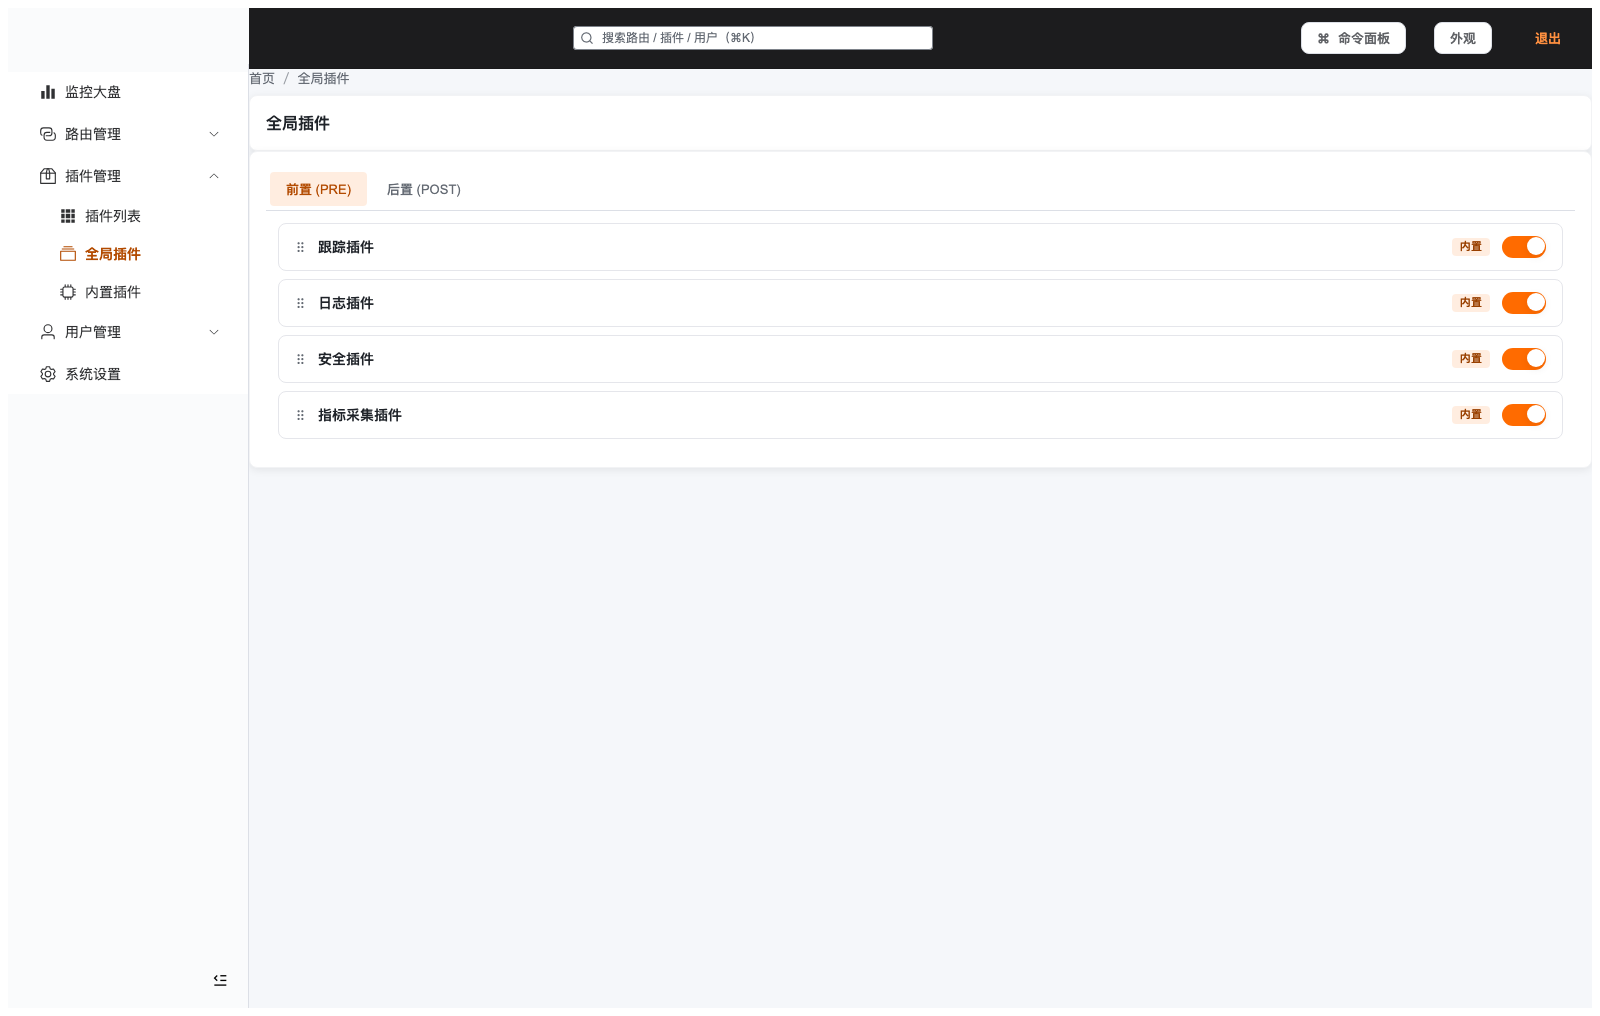 搜索路由 / 插件 / 用户（⌘K）
⌘ 命令面板
外观
退出
监控大盘
路由管理
插件管理
插件列表
全局插件
内置插件
用户管理
系统设置
首页 / 全局插件
全局插件
前置 (PRE)
后置 (POST)
跟踪插件 内置
日志插件 内置
安全插件 内置
指标采集插件 内置